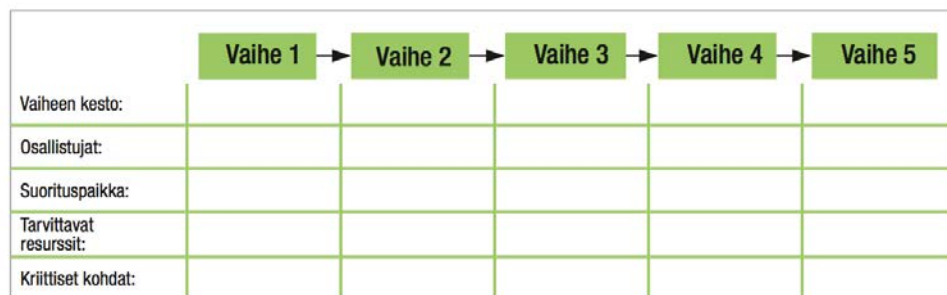 Vaihe 1 Vaihe 2 Vaihe 3 Vaihe 4 Vaihe 5
Vaiheen kesto:
Osallistujat:
Suorituspaikka:
Tarvittavat
resurssit:
Kriittiset kohdat: